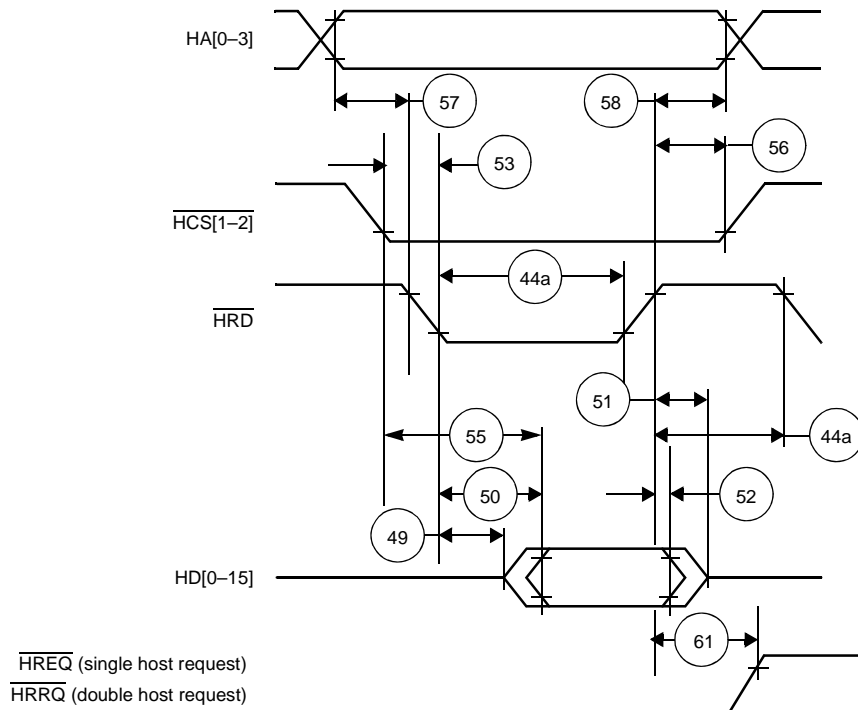 HA[0–3]
57
58
53
56
HCS[1–2]
44a
HRD
51
55
44a
50
52
49
HD[0–15]
61
HREQ (single host request)
HRRQ (double host request)